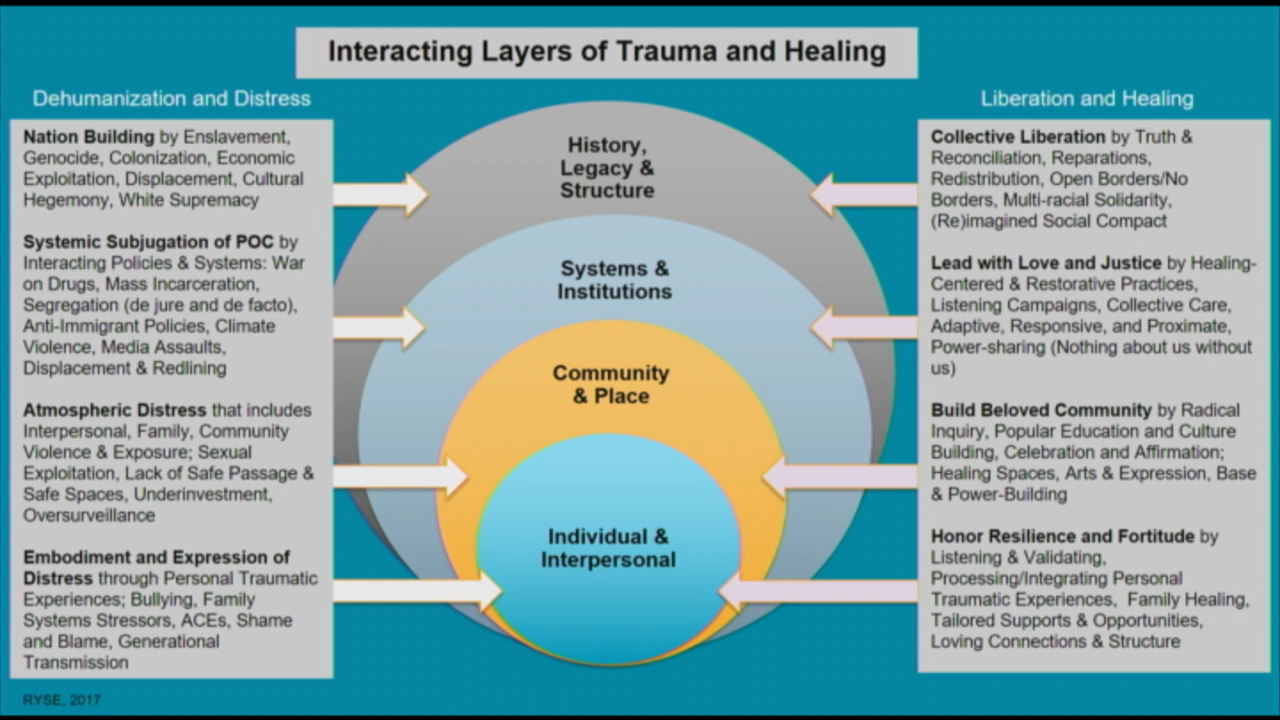 Interacting Layers of Trauma and Healing
Dehumanization and Distress
Nation Building by Enslavement,
Genocide, Colonization, Economic
Exploitation, Displacement, Cultural
Hegemony, White Supremacy
Systemic Subjugation of POC by
Interacting Policies & Systems: War
on Drugs, Mass Incarceration,
Segregation (de jure and de facto),
Anti-Immigrant Policies, Climate
Violence, Media Assaults,
Displacement & Redlining
Atmospheric Distress that includes
Interpersonal, Family, Community
Violence & Exposure; Sexual
Exploitation, Lack of Safe Passage &
Safe Spaces, Underinvestment,
Oversurveillance
Embodiment and Expression of
Distress through Personal Traumatic
Experiences; Bullying, Family
Systems Stressors, ACEs, Shame
and Blame, Generational
Transmission
RYSE, 2017
History,
Legacy &
Structure
Systems &
Institutions
Community
& Place
Individual &
Interpersonal
Liberation and Healing
Collective Liberation by Truth &
Reconciliation, Reparations,
Redistribution, Open Borders/No
Borders, Multi-racial Solidarity,
(Re)imagined Social Compact
Lead with Love and Justice by Healing-
Centered & Restorative Practices,
Listening Campaigns, Collective Care,
Adaptive, Responsive, and Proximate,
Power-sharing (Nothing about us without
us)
Build Beloved Community by Radical
Inquiry, Popular Education and Culture
Building, Celebration and Affirmation;
Healing Spaces, Arts & Expression, Base
& Power-Building
Honor Resilience and Fortitude by
Listening & Validating,
Processing/Integrating Personal
Traumatic Experiences, Family Healing,
Tailored Supports & Opportunities,
Loving Connections & Structure